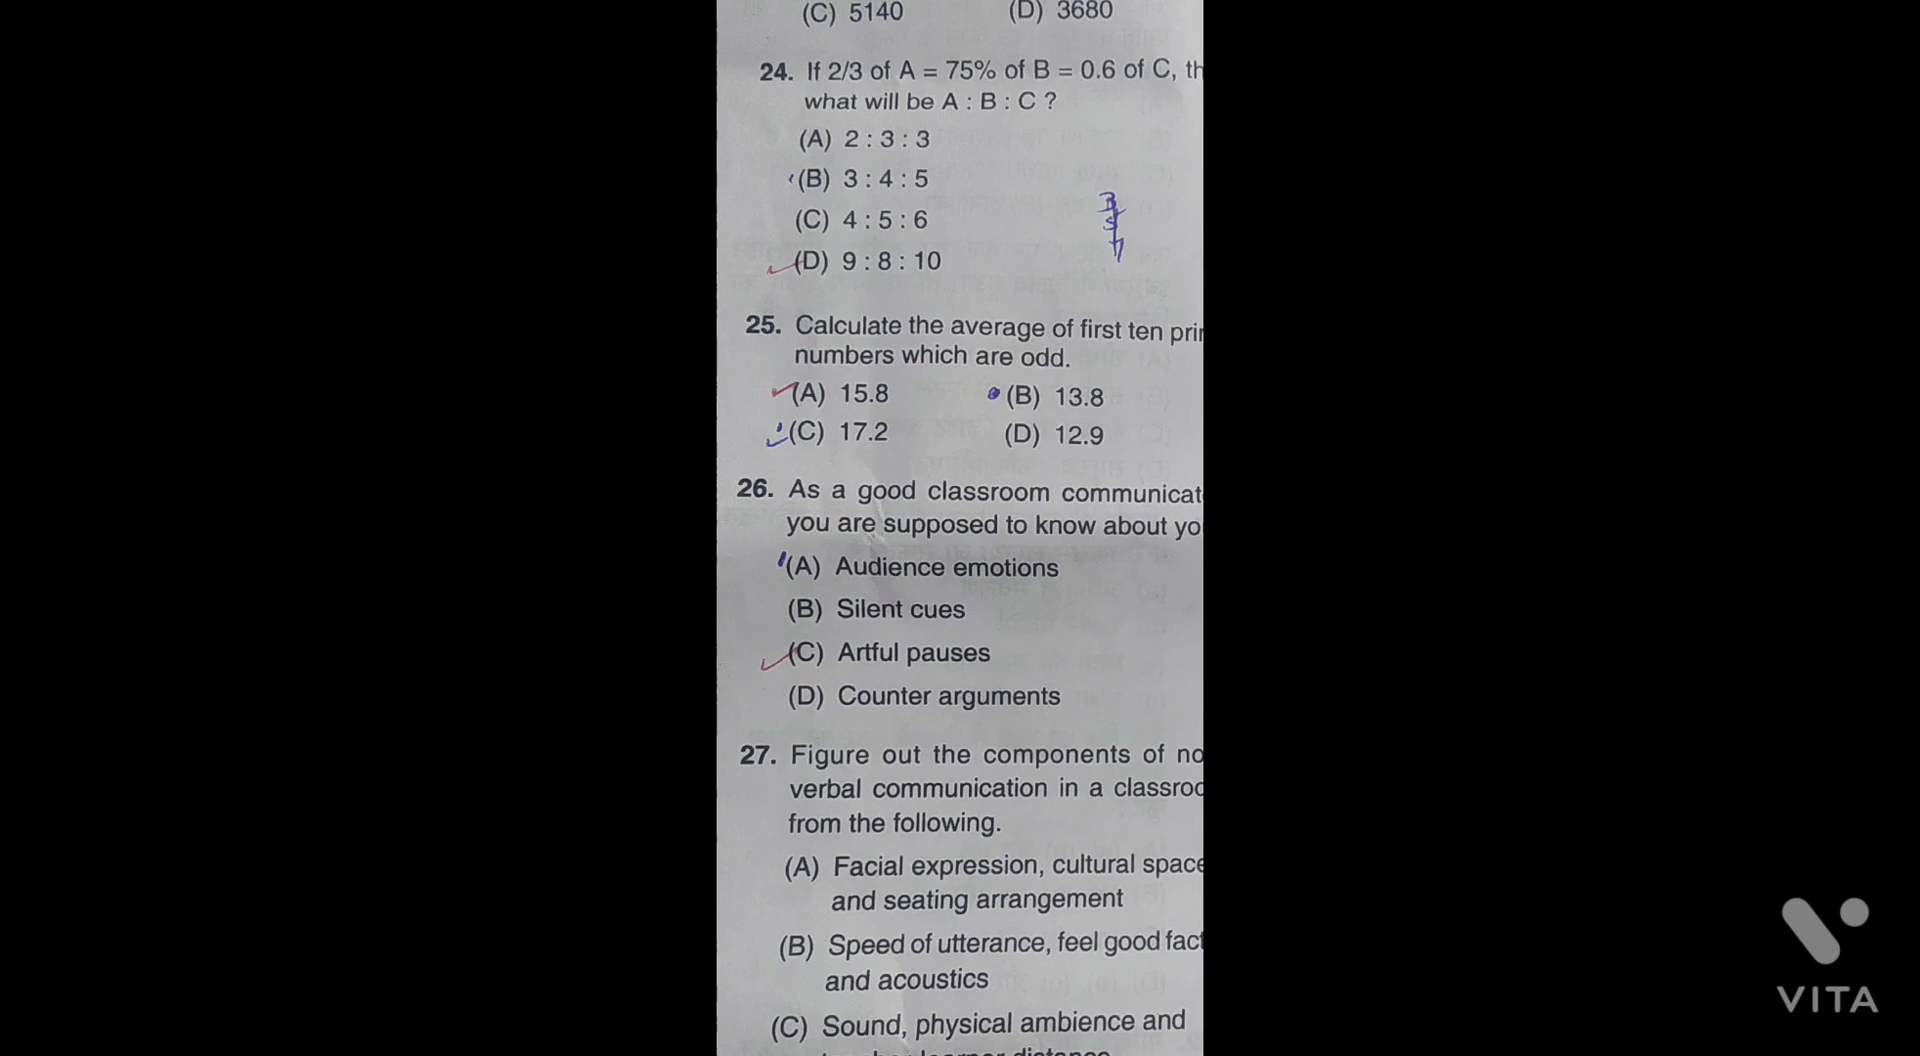 (C) 5140 (D) 3680
24. If 2/3 of A = 75% of B = 0.6 of C, th
what will be A : B : C ?
(A) 2 : 3 : 3
(B) 3 : 4 : 5
(C) 4 : 5 : 6
(D) 9 : 8 : 10
25. Calculate the average of first ten pri
numbers which are odd.
(A) 15.8 (B) 13.8
(C) 17.2 (D) 12.9
26. As a good classroom communicat
you are supposed to know about yo
(A) Audience emotions
(B) Silent cues
(C) Artful pauses
(D) Counter arguments
27. Figure out the components of no
verbal communication in a classroo
from the following.
(A) Facial expression, cultural space
and seating arrangement
(B) Speed of utterance, feel good fact
and acoustics
(C) Sound, physical ambience and
VITA